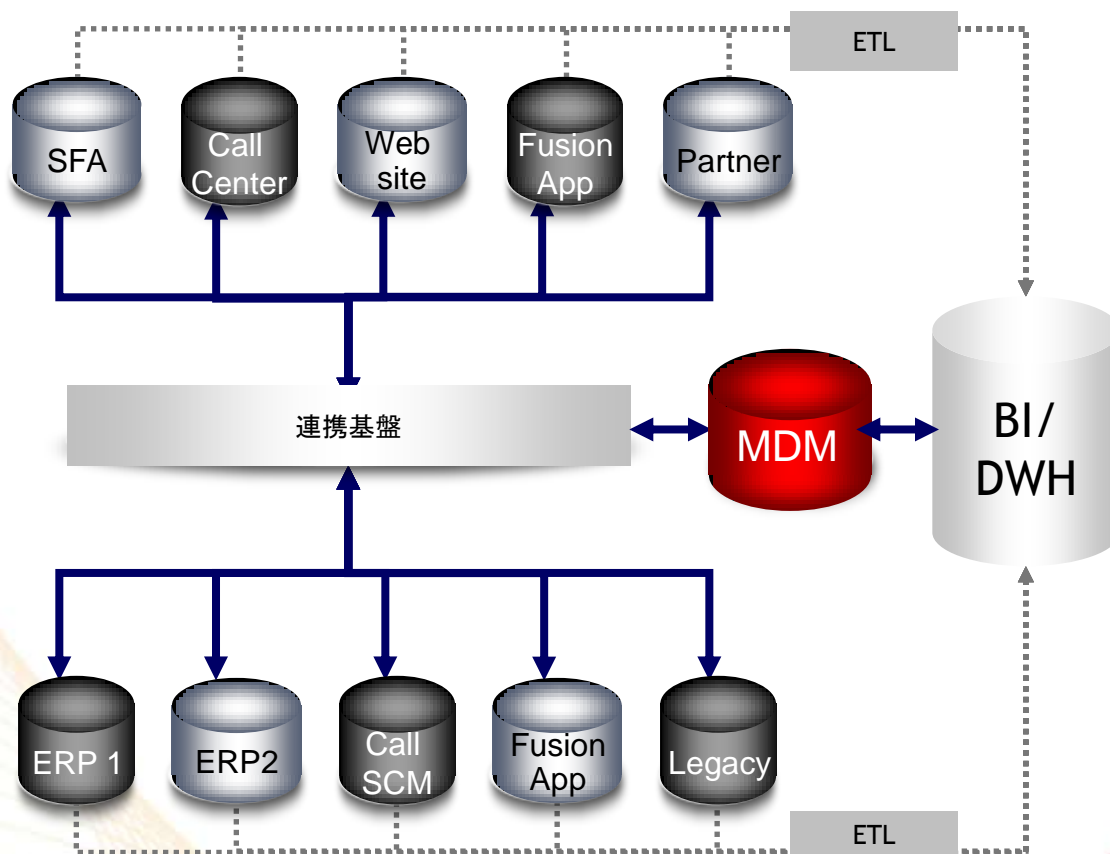 ETL
SFA
Call
Center
Web
site
Fusion
App
Partner
連携基盤
MDM
BI/
DWH
ERP 1
ERP2
Call
SCM
Fusion
App
Legacy
ETL